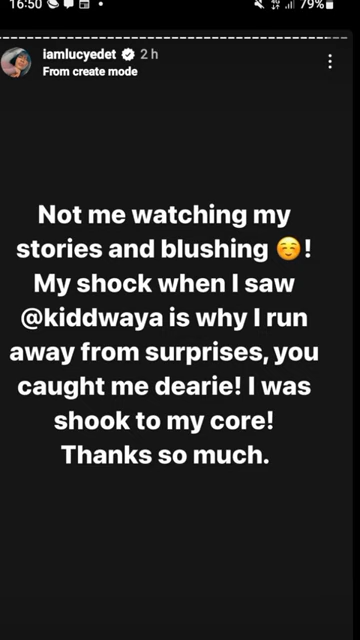 16:50 79%
iamlucyedet 2 h
From create mode
Not me watching my
stories and blushing ☺️!
My shock when I saw
@kiddwaya is why I run
away from surprises, you
caught me dearie! I was
shook to my core!
Thanks so much.